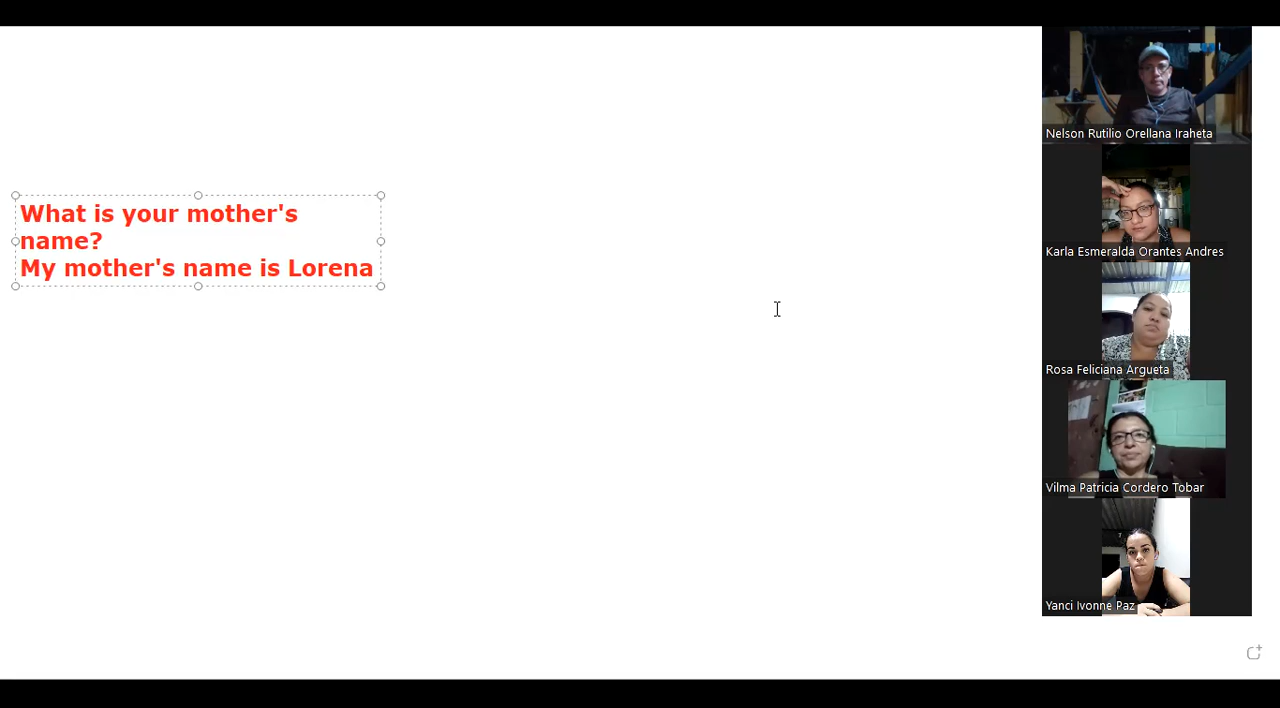 What is your mother's
name?
My mother's name is Lorena
Nelson Rutilio Orellana Iraheta
Karla Esmeralda Orantes Andres
Rosa Feliciana Argueta
Vilma Patricia Cordero Tobar
Yanci Ivonne Paz